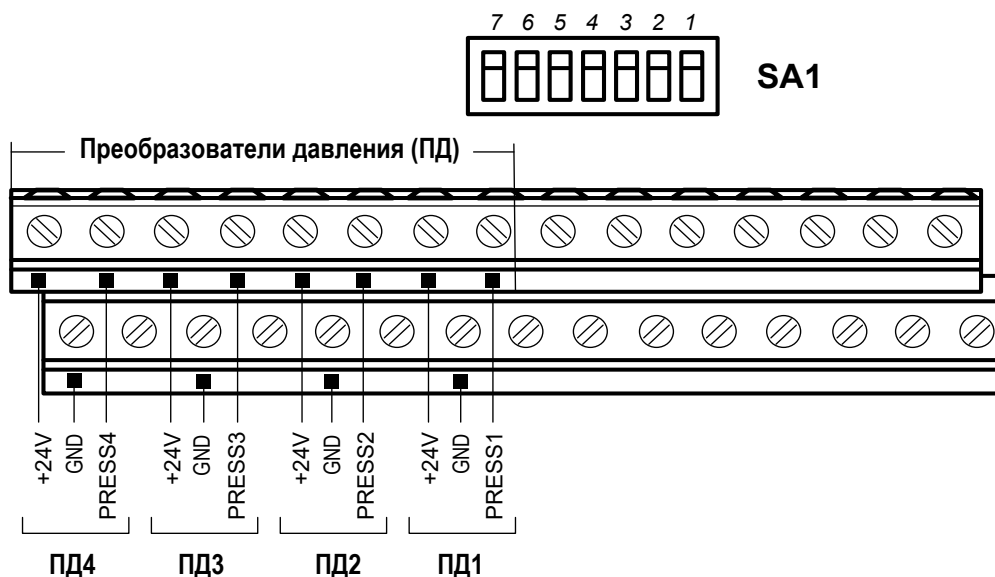 7 6 5 4 3 2 1
SA1
Преобразователи давления (ПД)
+24V GND PRESS4 +24V GND PRESS3 +24V GND PRESS2 +24V GND PRESS1
ПД4 ПД3 ПД2 ПД1